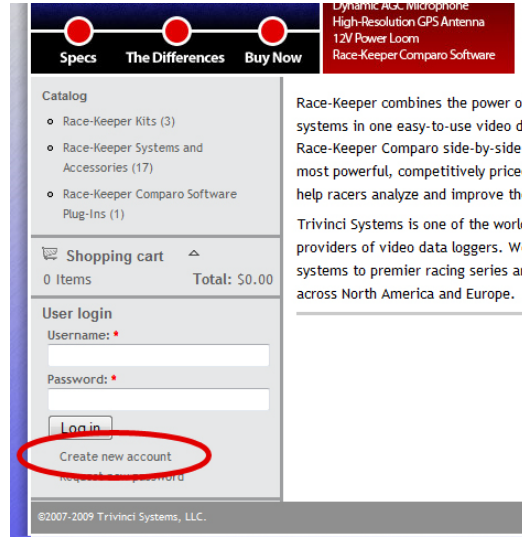 Dynamic AGC Microphone
High-Resolution GPS Antenna
12V Power Loom
Race-Keeper Comparo Software
Specs The Differences Buy Now
Catalog
Race-Keeper Kits (3)
Race-Keeper Systems and
Accessories (17)
Race-Keeper Comparo Software
Plug-Ins (1)
Shopping cart
0 Items Total: $0.00
User login
Username: *
Password: *
Log in
Create new account
Request new password
©2007-2009 Trivinci Systems, LLC.
Race-Keeper combines the power o
systems in one easy-to-use video d
Race-Keeper Comparo side-by-side
most powerful, competitively price
help racers analyze and improve the
Trivinci Systems is one of the worl
providers of video data loggers. W
systems to premier racing series a
across North America and Europe.